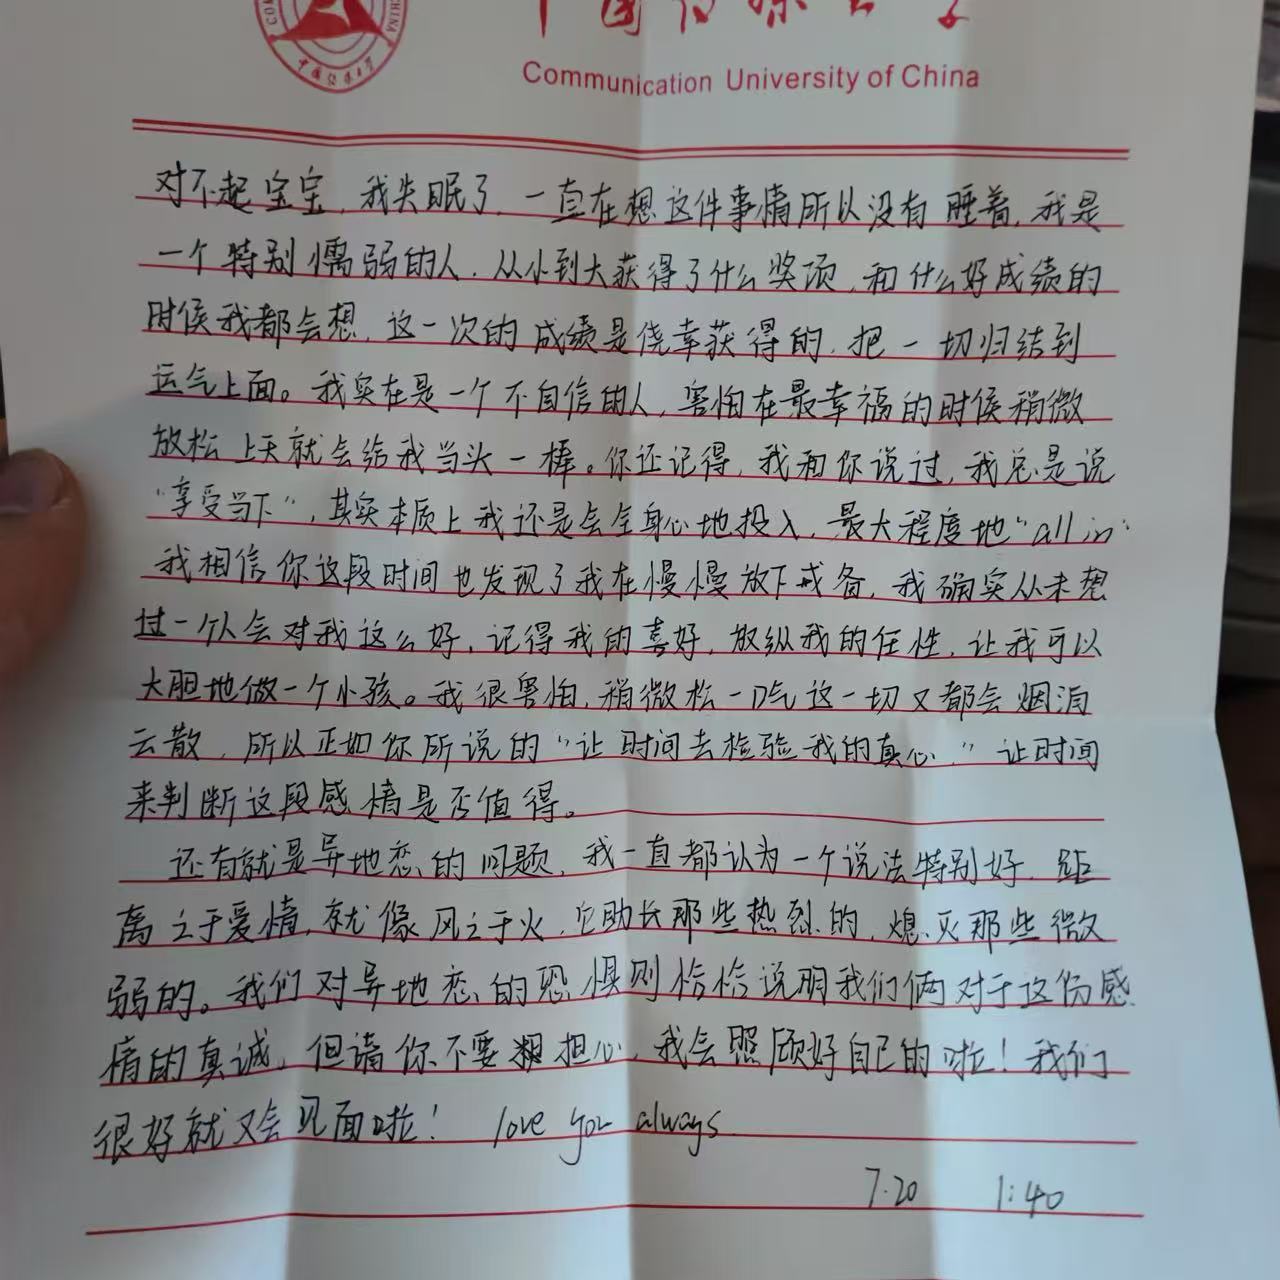 中国传媒大学
Communication University of China
对不起宝宝,我失眠了,一直在想这件事情所以没有睡着,我是
一个特别懦弱的人,从小到大获得了什么奖项,和什么好成绩的
时候我都会想,这一次的成绩是侥幸获得的,把一切归结到
运气上面。我实在是一个不自信的人,害怕在最幸福的时候稍微
放松上天就会给我当头一棒。你还记得,我和你说过,我总是说
“享受当下”,其实本质上我还是会全身心地投入,最大程度地“all in”
我相信你这段时间也发现了我在慢慢放下戒备,我确实从未想
过一个人会对我这么好,记得我的喜好,放纵我的任性,让我可以
大胆地做一个小孩。我很害怕,稍微松一口气这一切又都会烟消
云散,所以正如你所说的“让时间去检验我的真心”让时间
来判断这段感情是否值得。
还有就是异地恋的问题,我一直都认为一个说法特别好,距
离之于爱情,就像风之于火,它助长那些热烈的,熄灭那些微
弱的。我们对异地恋的恐惧则恰恰说明我们俩对于这份感
情的真诚,但请你不要担心,我会照顾好自己的啦!我们
很好就又会见面啦! love you always
7.20 1:40